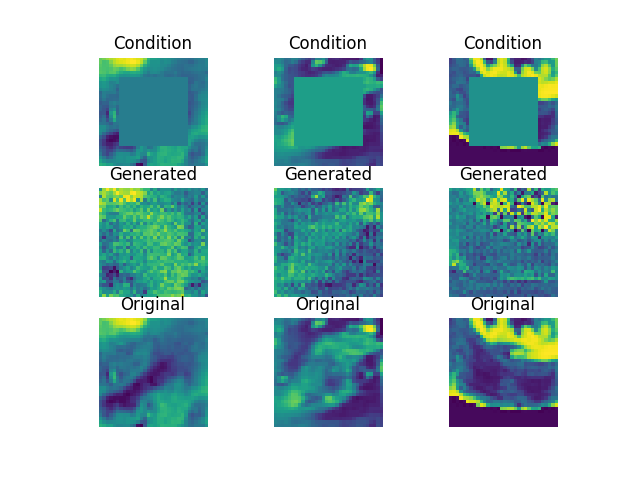 Condition Condition Condition
Generated Generated Generated
Original Original Original